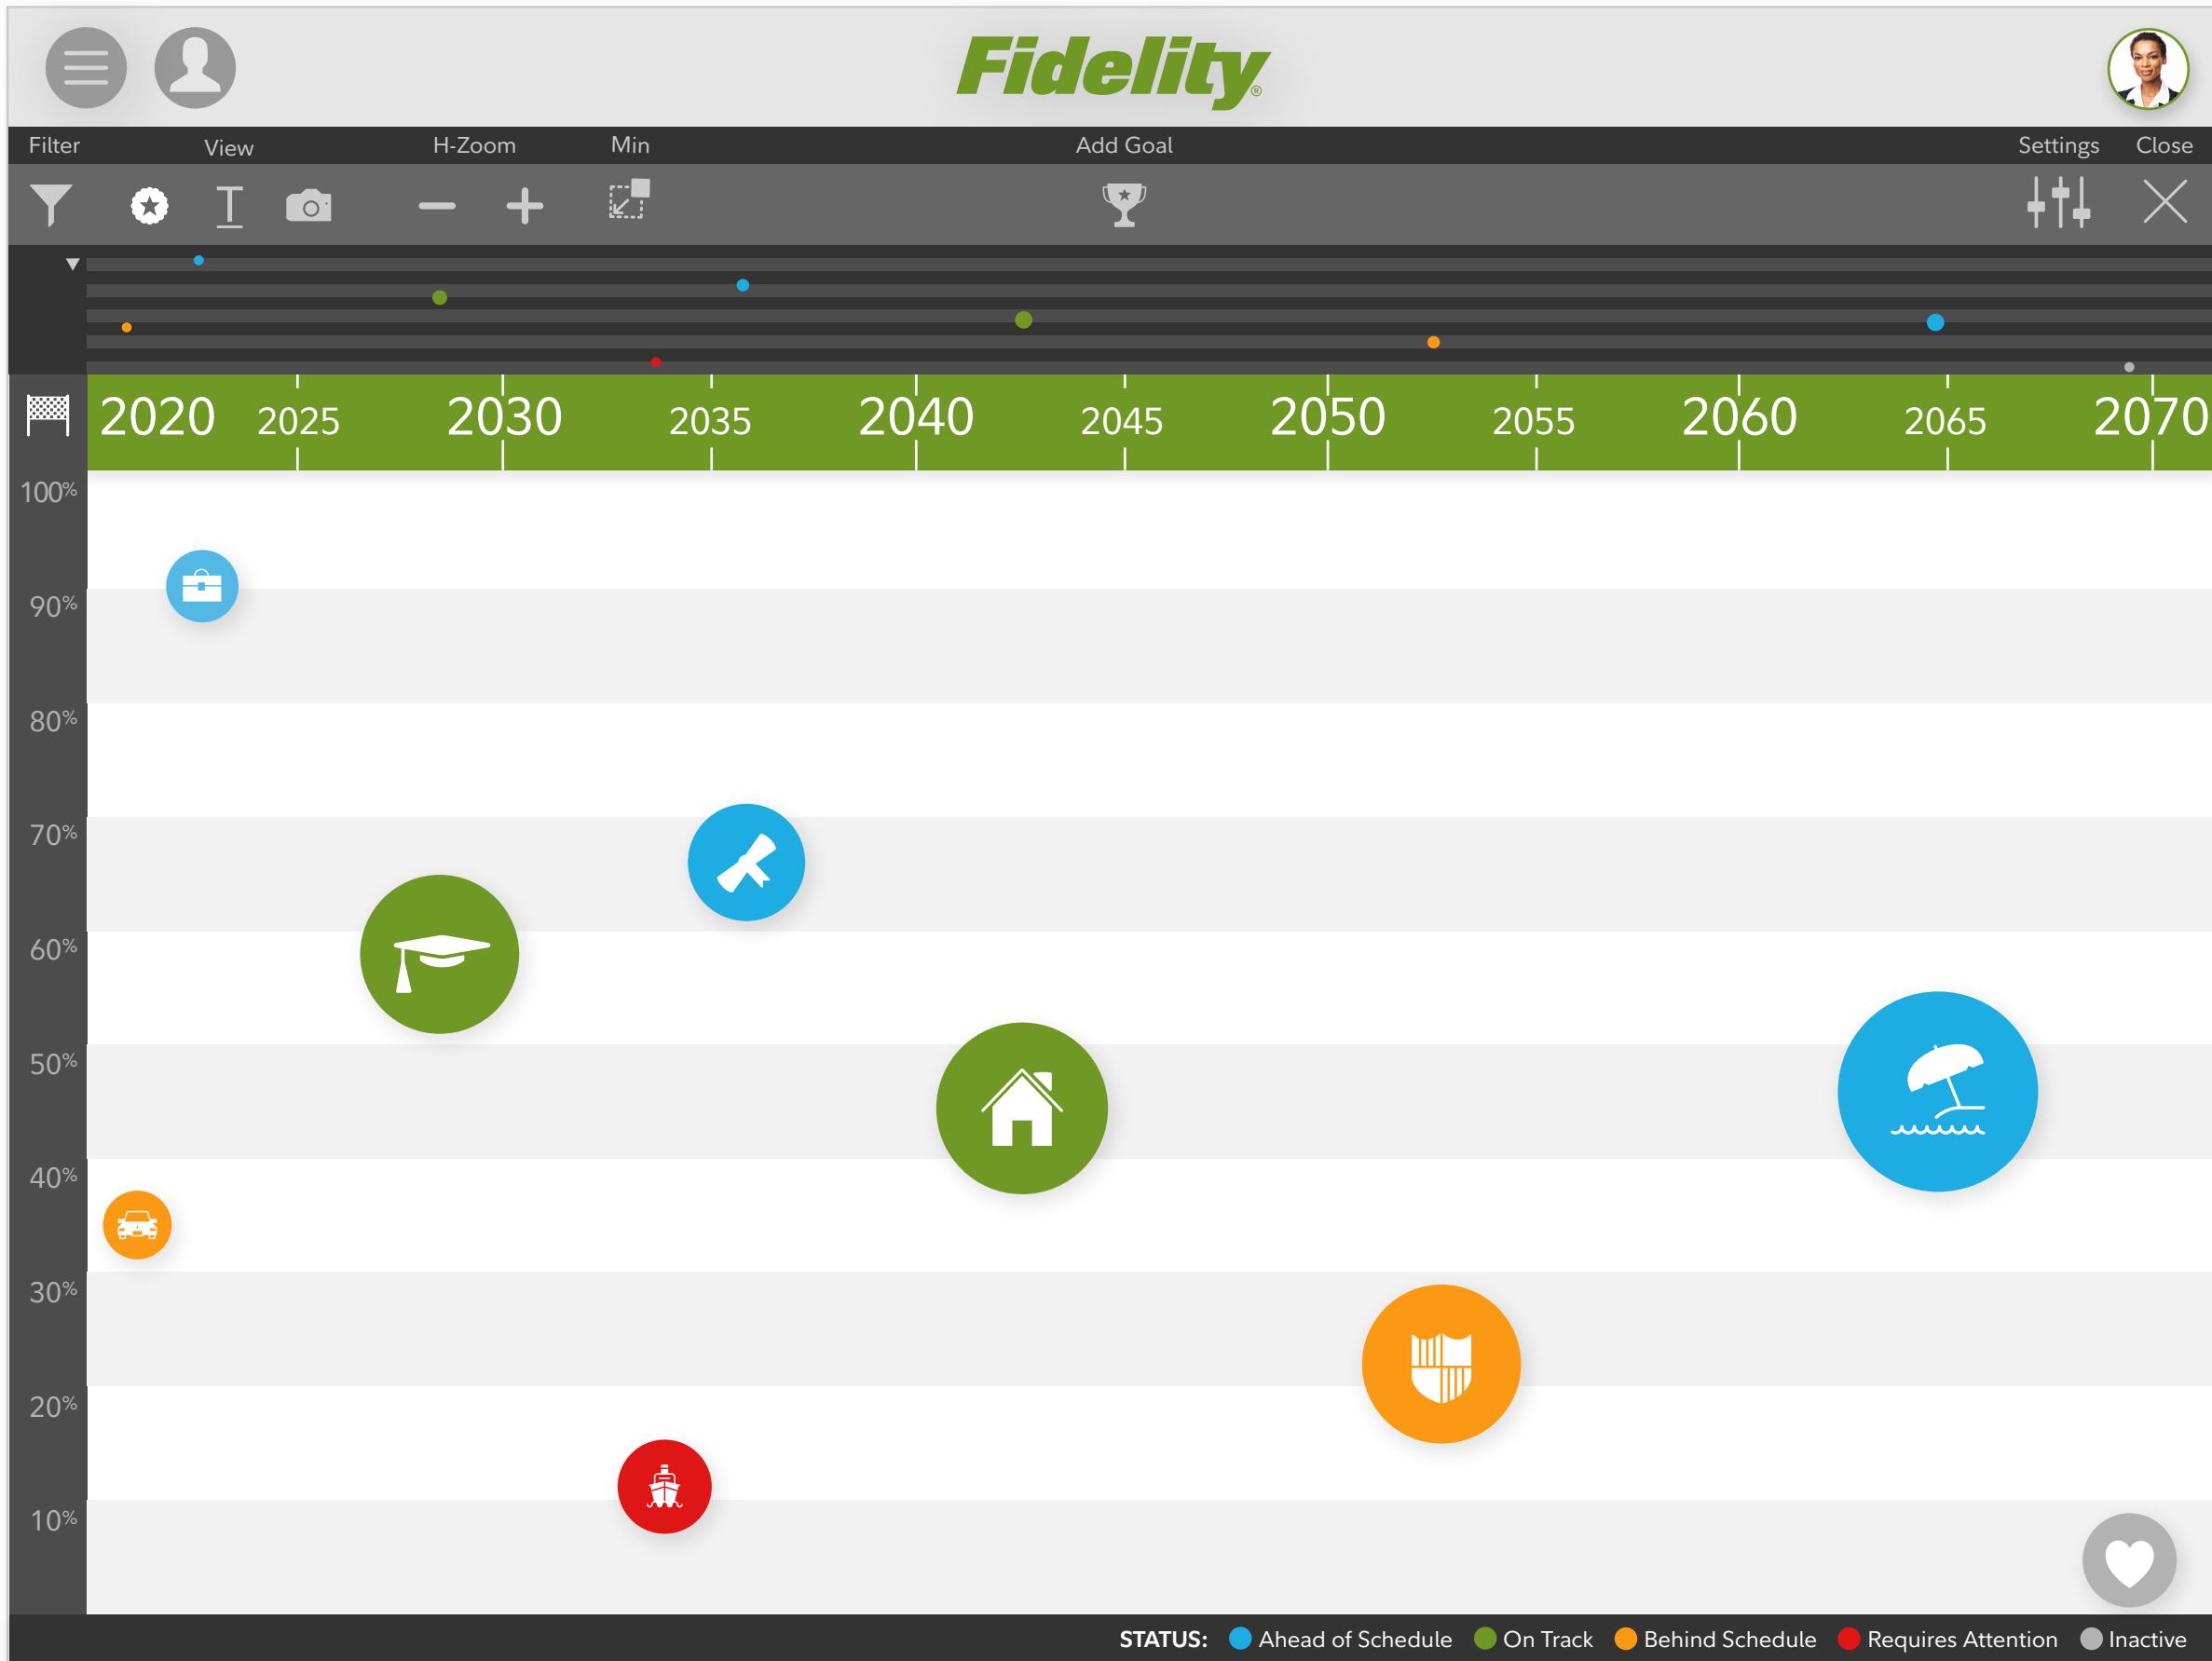 Fidelity®
Filter View H-Zoom Min Add Goal Settings Close
2020 2025 2030 2035 2040 2045 2050 2055 2060 2065 2070
100%
90%
80%
70%
60%
50%
40%
30%
20%
10%
STATUS: Ahead of Schedule On Track Behind Schedule Requires Attention Inactive